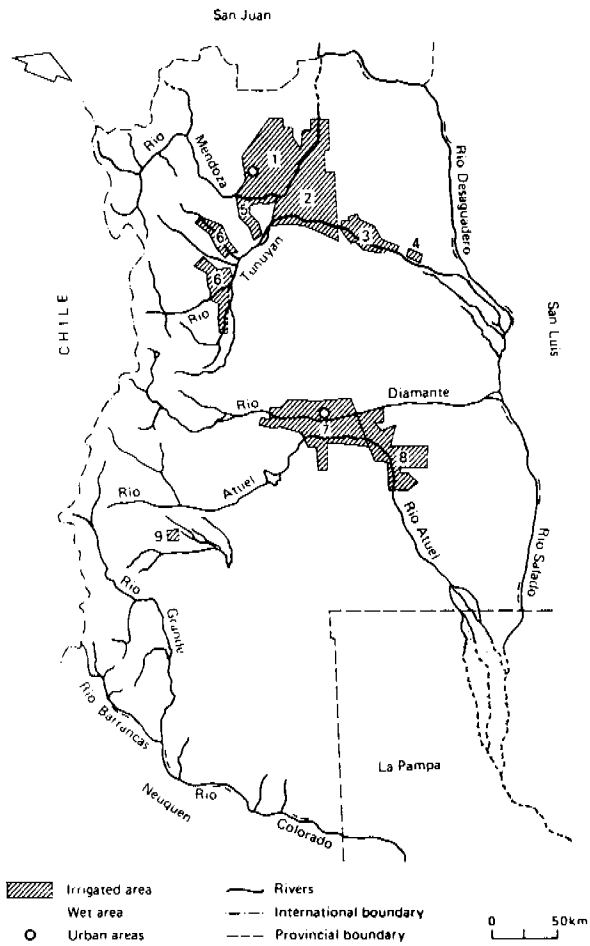 San Juan
Rio
Mendoza
1
2
5
6
Tunuyan
3
4
Rio Desaguadero
6
Rio
CHILE
San Luis
Rio
Diamante
7
8
Rio
Atuel
Rio Atuel
9
Rio Salado
Rio
Grande
Rio Barrancas
La Pampa
Neuquen
Rio
Colorado
Irrigated area
Wet area
Urban areas
Rivers
International boundary
Provincial boundary
0 50km